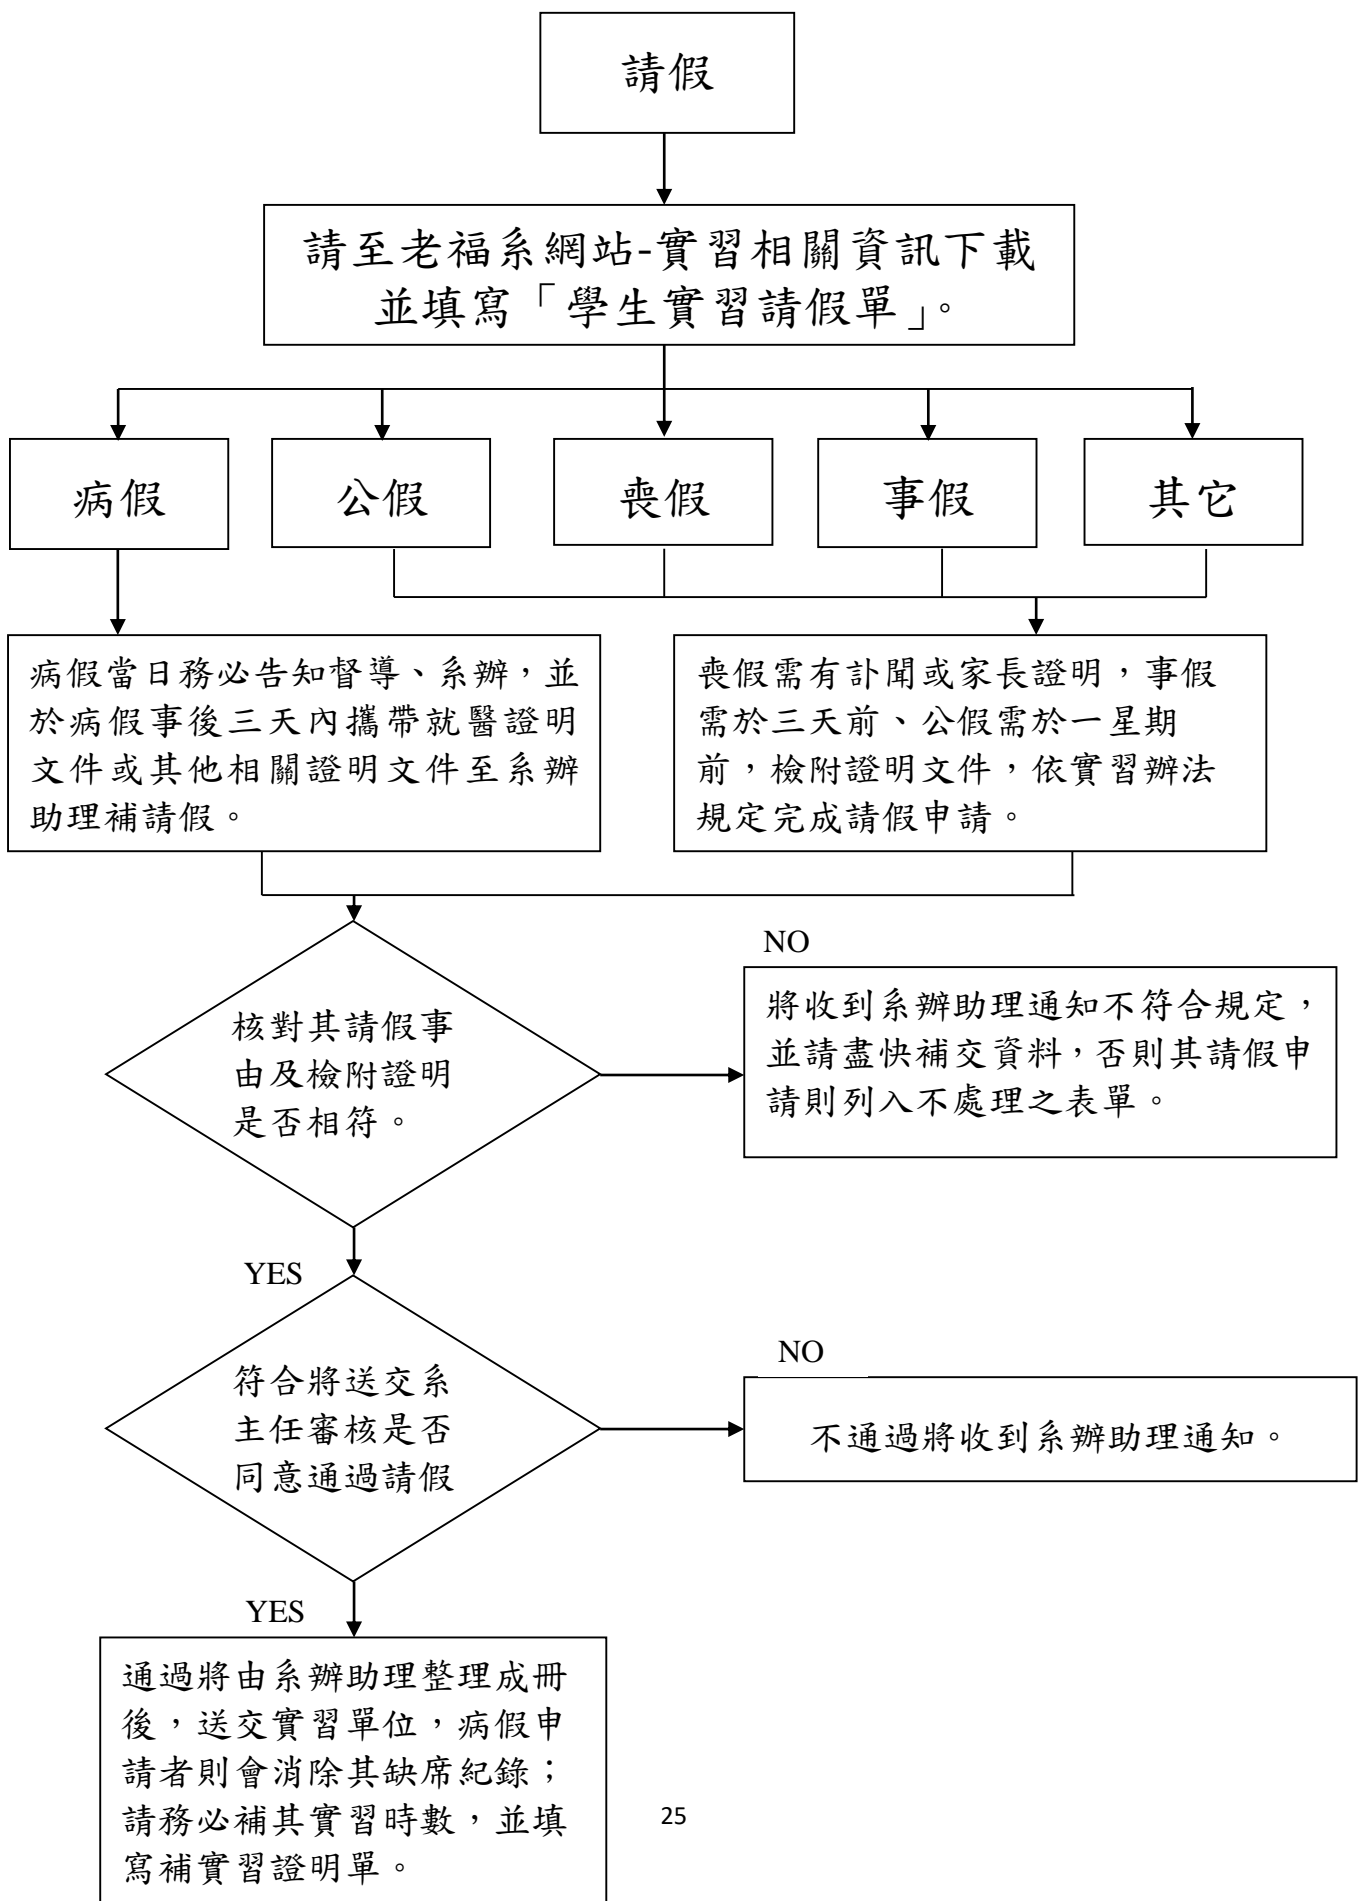 請假
請至老福系網站-實習相關資訊下載
並填寫「學生實習請假單」。
病假
公假
喪假
事假
其它
病假當日務必告知督導、系辦，並
於病假事後三天內攜帶就醫證明
文件或其他相關證明文件至系辦
助理補請假。
喪假需有訃聞或家長證明，事假
需於三天前、公假需於一星期
前，檢附證明文件，依實習辦法
規定完成請假申請。
核對其請假事
由及檢附證明
是否相符。
NO
將收到系辦助理通知不符合規定，
並請盡快補交資料，否則其請假申
請則列入不處理之表單。
YES
符合將送交系
主任審核是否
同意通過請假
NO
不通過將收到系辦助理通知。
YES
通過將由系辦助理整理成冊
後，送交實習單位，病假申
請者則會消除其缺席紀錄；
請務必補其實習時數，並填
寫補實習證明單。
25